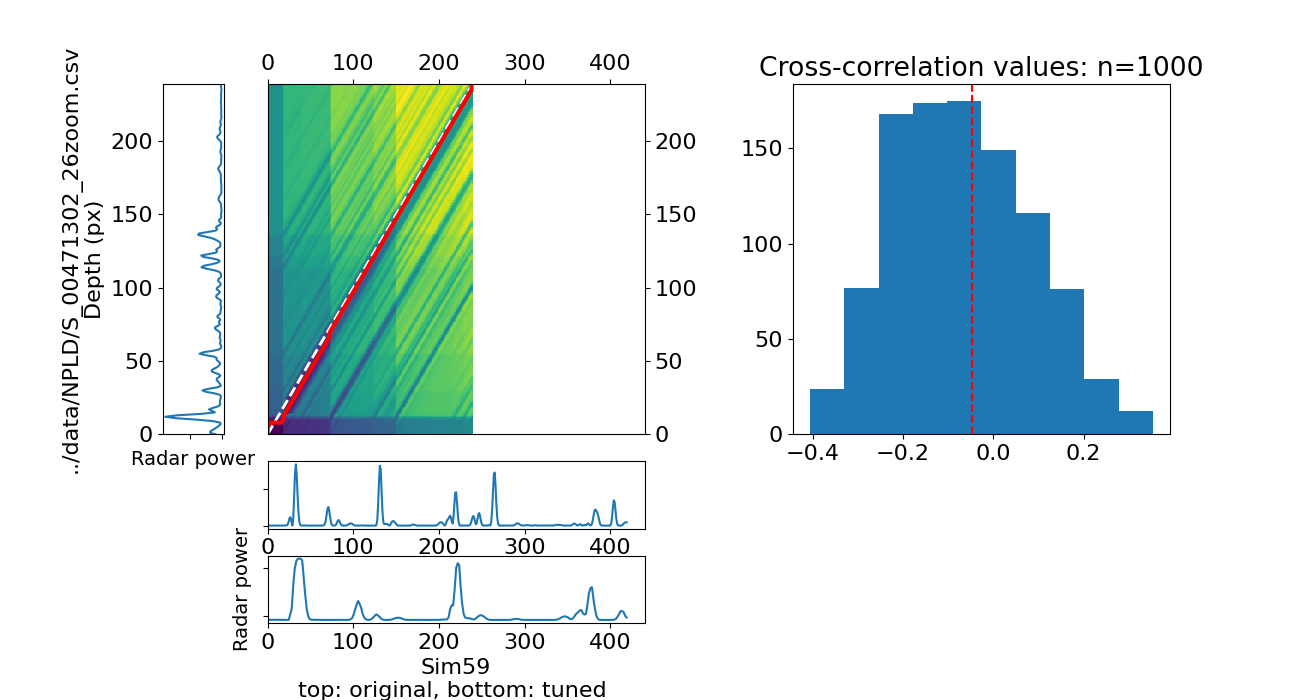 0 100 200 300 400
Cross-correlation values: n=1000
../data/NPLD/S_00471302_26zoom.csv
Depth (px)
200
150
100
50
0
200
150
100
50
0
150
100
50
0
−0.4 −0.2 0.0 0.2
Radar power
0 100 200 300 400
Radar power
0 100 200 300 400
Sim59
top: original, bottom: tuned